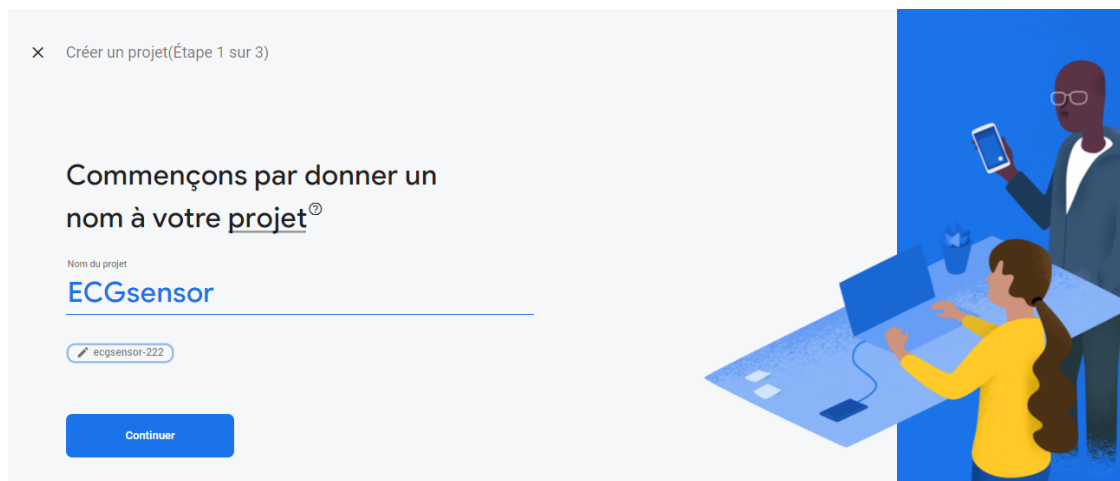 Créer un projet(Étape 1 sur 3)
Commençons par donner un
nom à votre projet
Nom du projet
ECGsensor
ecgsensor-222
Continuer